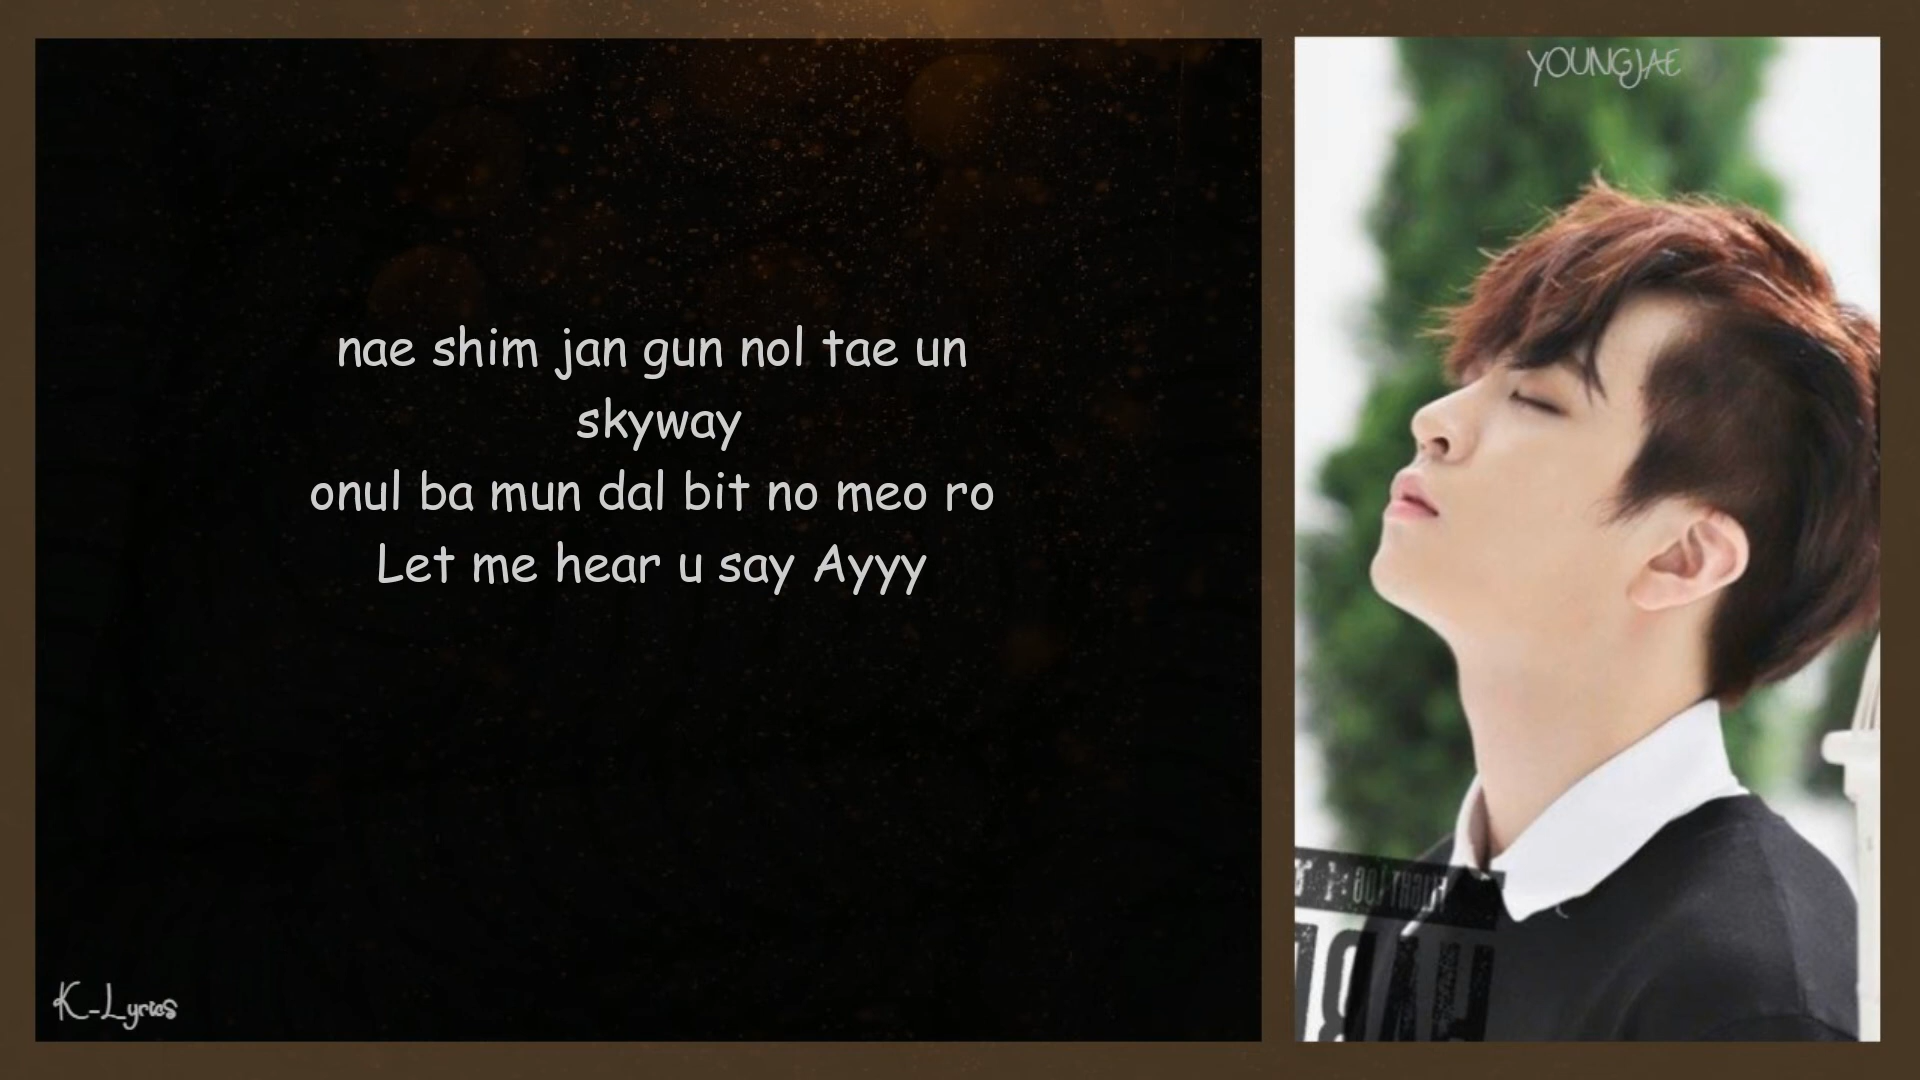 YOUNGJAE
nae shim jan gun nol tae un
skyway
onul ba mun dal bit no meo ro
Let me hear u say Ayyy
K-Lyrics